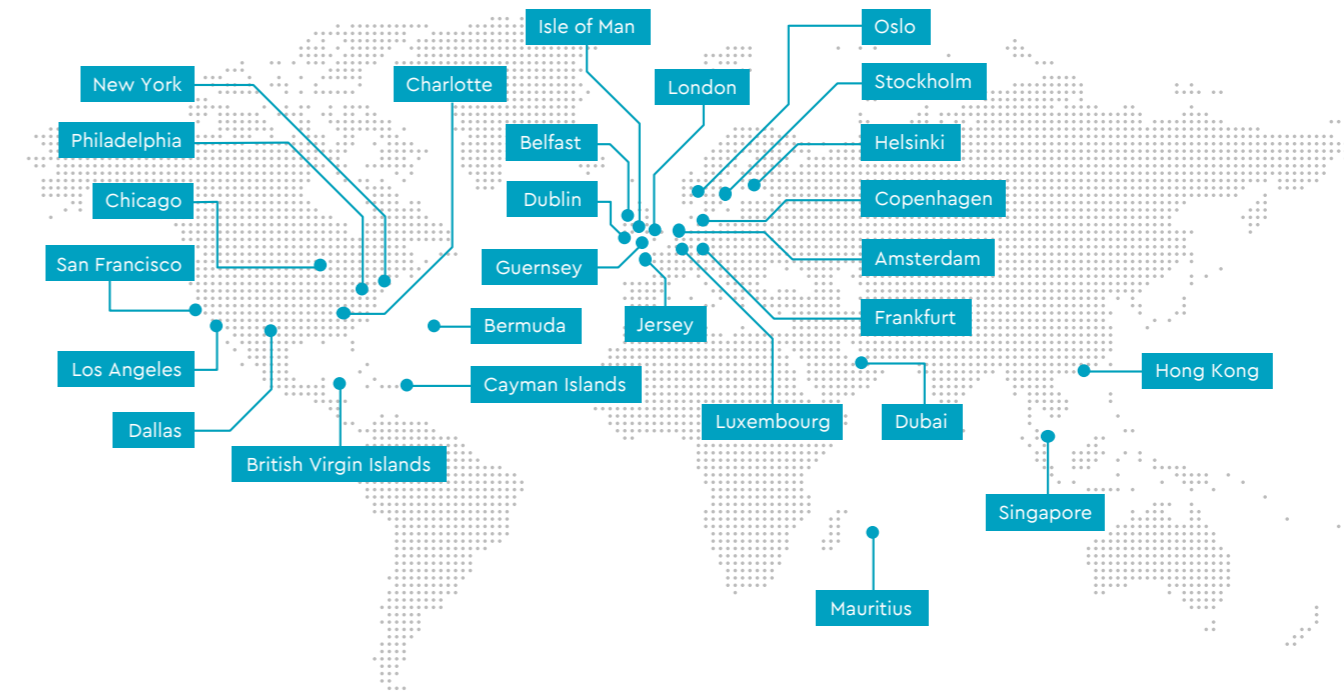 Isle of Man
Oslo
New York
Charlotte
London
Stockholm
Philadelphia
Belfast
Helsinki
Chicago
Dublin
Copenhagen
San Francisco
Guernsey
Amsterdam
Bermuda
Jersey
Frankfurt
Los Angeles
Cayman Islands
Hong Kong
Dallas
Luxembourg
Dubai
British Virgin Islands
Singapore
Mauritius